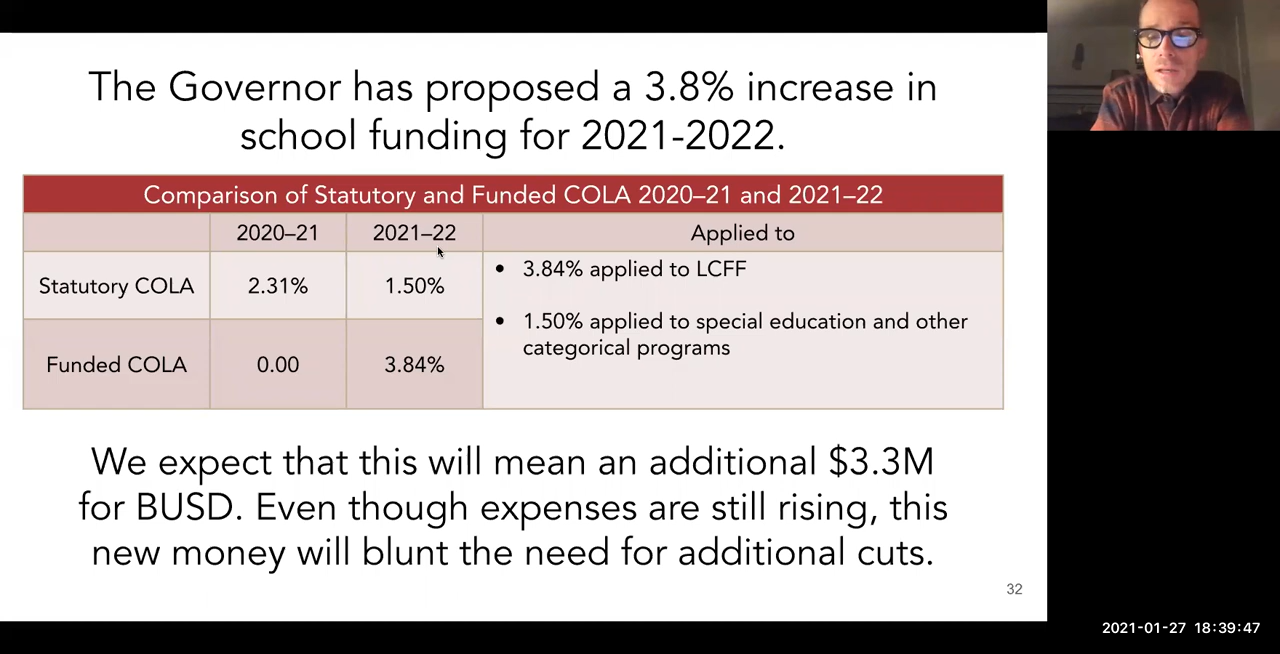 The Governor has proposed a 3.8% increase in
school funding for 2021-2022.
Comparison of Statutory and Funded COLA 2020–21 and 2021–22
2020–21 2021–22 Applied to
Statutory COLA 2.31% 1.50%
• 3.84% applied to LCFF
• 1.50% applied to special education and other
categorical programs
Funded COLA 0.00 3.84%
We expect that this will mean an additional $3.3M
for BUSD. Even though expenses are still rising, this
new money will blunt the need for additional cuts.
32
2021-01-27 18:39:47